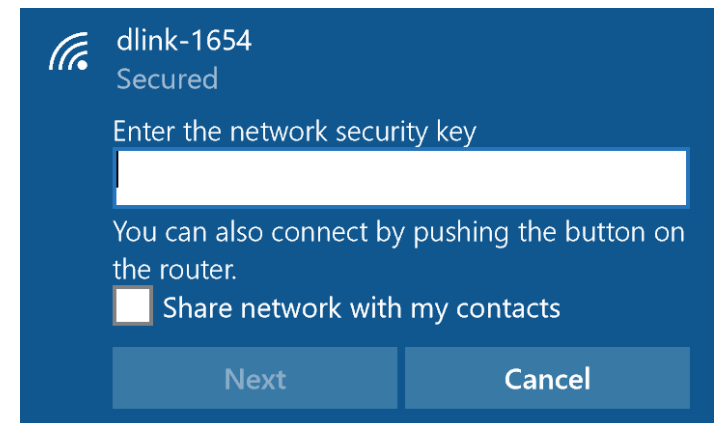 dlink-1654
Secured
Enter the network security key
You can also connect by pushing the button on
the router.
Share network with my contacts
Next
Cancel